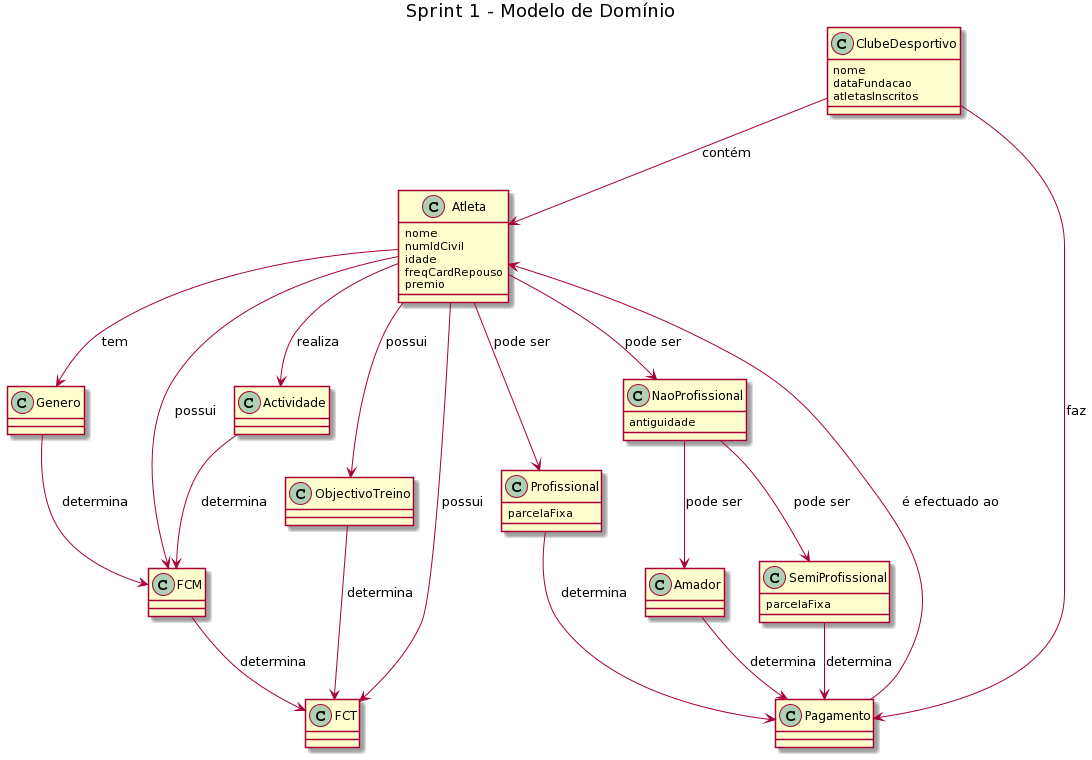 Sprint 1 - Modelo de Domínio
C ClubeDesportivo
nome
dataFundacao
atletasInscritos
contém
C Atleta
nome
numIdCivil
idade
freqCardRepouso
premio
tem
realiza
possui
pode ser
pode ser
possui
faz
C Genero
C Actividade
C NaoProfissional
antiguidade
C ObjectivoTreino
C Profissional
parcelaFixa
determina
determina
possui
pode ser
pode ser
é efectuado ao
C FCM
C Amador
C SemiProfissional
parcelaFixa
determina
determina
determina
determina
determina
C FCT
C Pagamento